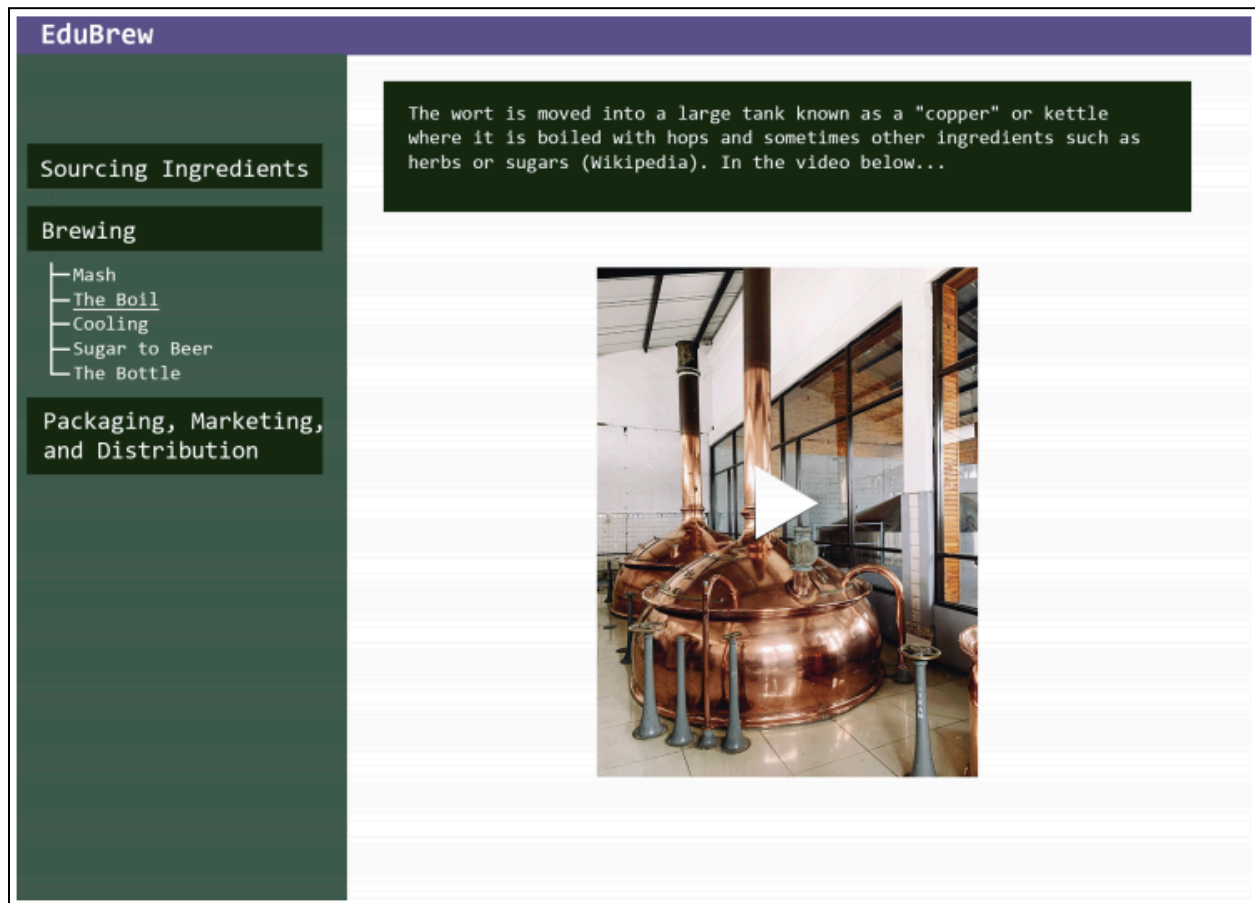 EduBrew
Sourcing Ingredients
Brewing
Mash
The Boil
Cooling
Sugar to Beer
The Bottle
Packaging, Marketing,
and Distribution
The wort is moved into a large tank known as a "copper" or kettle
where it is boiled with hops and sometimes other ingredients such as
herbs or sugars (Wikipedia). In the video below...